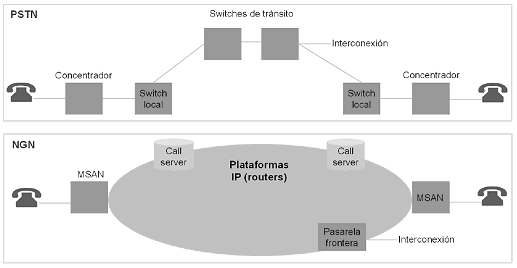 PSTN
Switches de tránsito
Interconexión
Concentrador
Switch
local
Switch
local
Concentrador
NGN
Call
server
Call
server
Plataformas
IP (routers)
MSAN
MSAN
Pasarela
frontera
Interconexión